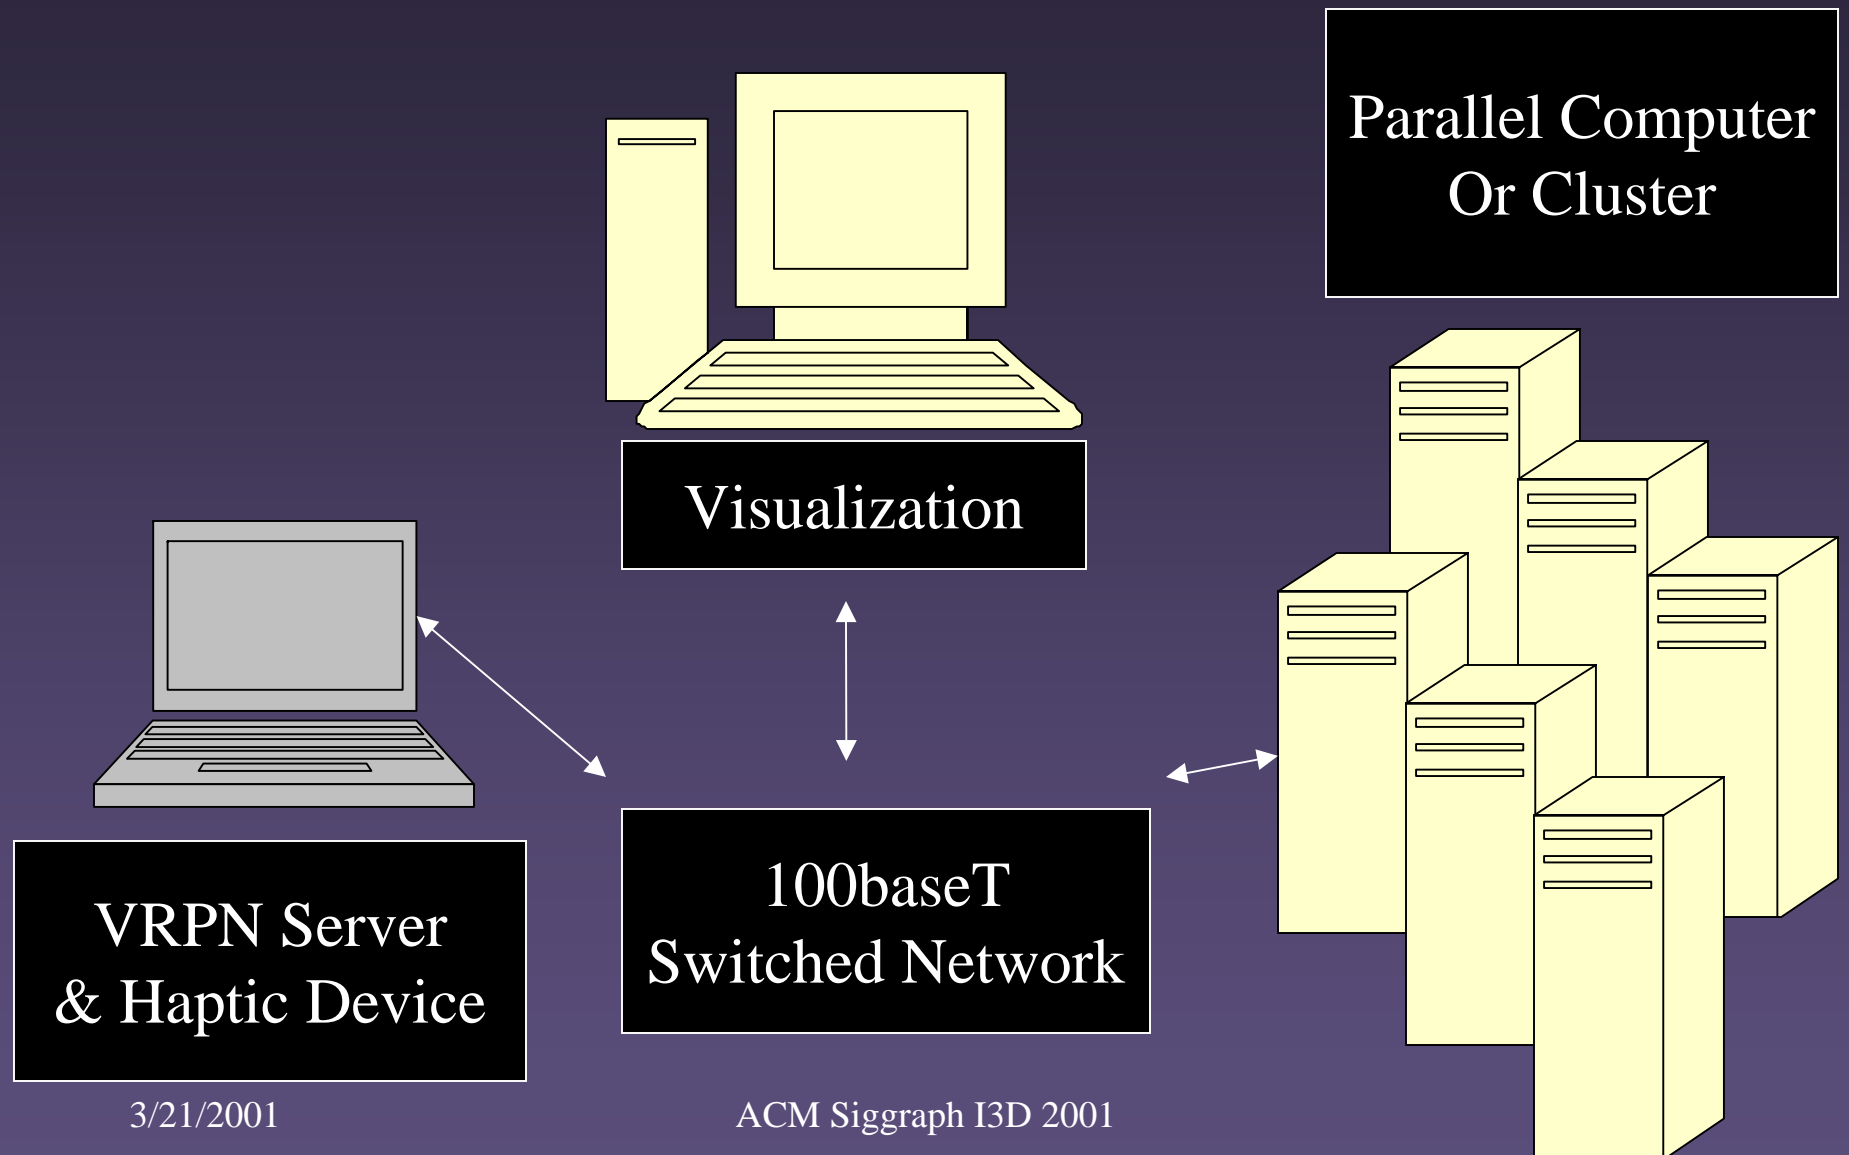 Parallel Computer
Or Cluster
Visualization
VRPN Server
& Haptic Device
100baseT
Switched Network
3/21/2001
ACM Siggraph I3D 2001